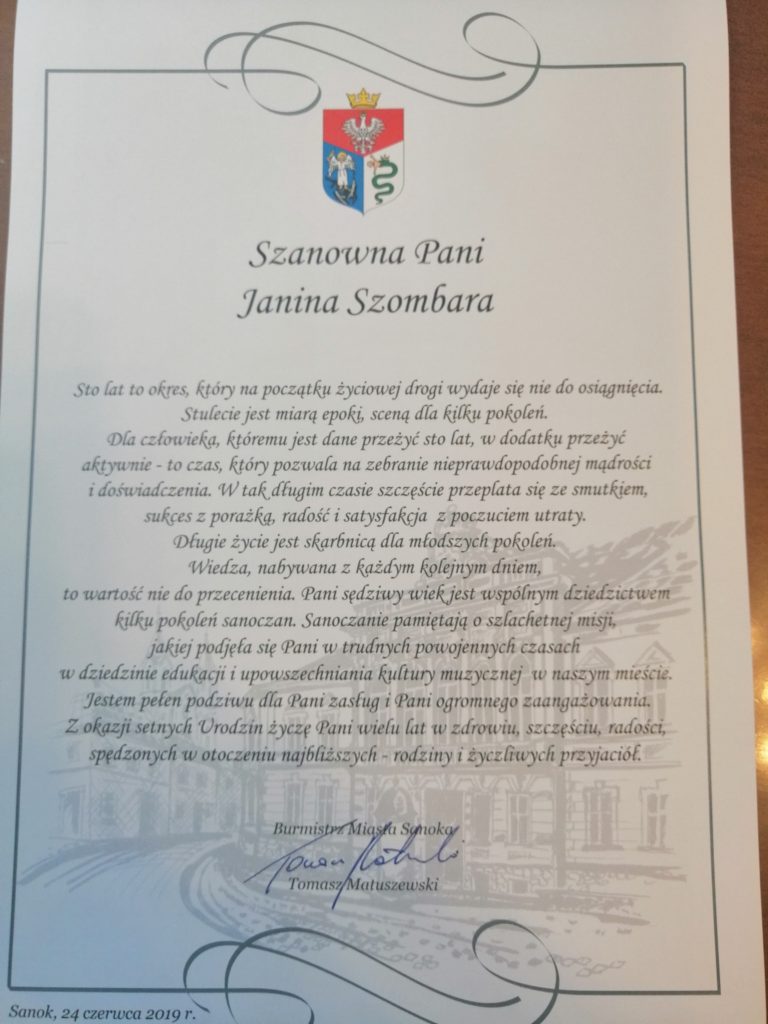 Szanowna Pani
Janina Szombara
Sto lat to okres, który na początku życiowej drogi wydaje się nie do osiągnięcia.
Stulecie jest miarą epoki, sceną dla kilku pokoleń.
Dla człowieka, któremu jest dane przeżyć sto lat, w dodatku przeżyć
aktywnie - to czas, który pozwala na zebranie nieprawdopodobnej mądrości
i doświadczenia. W tak długim czasie szczęście przeplata się ze smutkiem,
sukces z porażką, radość i satysfakcja z poczuciem utraty.
Długie życie jest skarbnicą dla młodszych pokoleń.
Wiedza, nabywana z każdym kolejnym dniem,
to wartość nie do przecenienia. Pani sędziwy wiek jest wspólnym dziedzictwem
kilku pokoleń sanoczan. Sanoczanie pamiętają o szlachetnej misji,
jakiej podjęła się Pani w trudnych powojennych czasach
w dziedzinie edukacji i upowszechniania kultury muzycznej w naszym mieście.
Jestem pełen podziwu dla Pani zasług i Pani ogromnego zaangażowania.
Z okazji setnych Urodzin życzę Pani wielu lat w zdrowiu, szczęściu, radości,
spędzonych w otoczeniu najbliższych - rodziny i życzliwych przyjaciół.
Burmistrz Miasta Sanoka
Tomasz Matuszewski
Sanok, 24 czerwca 2019 r.